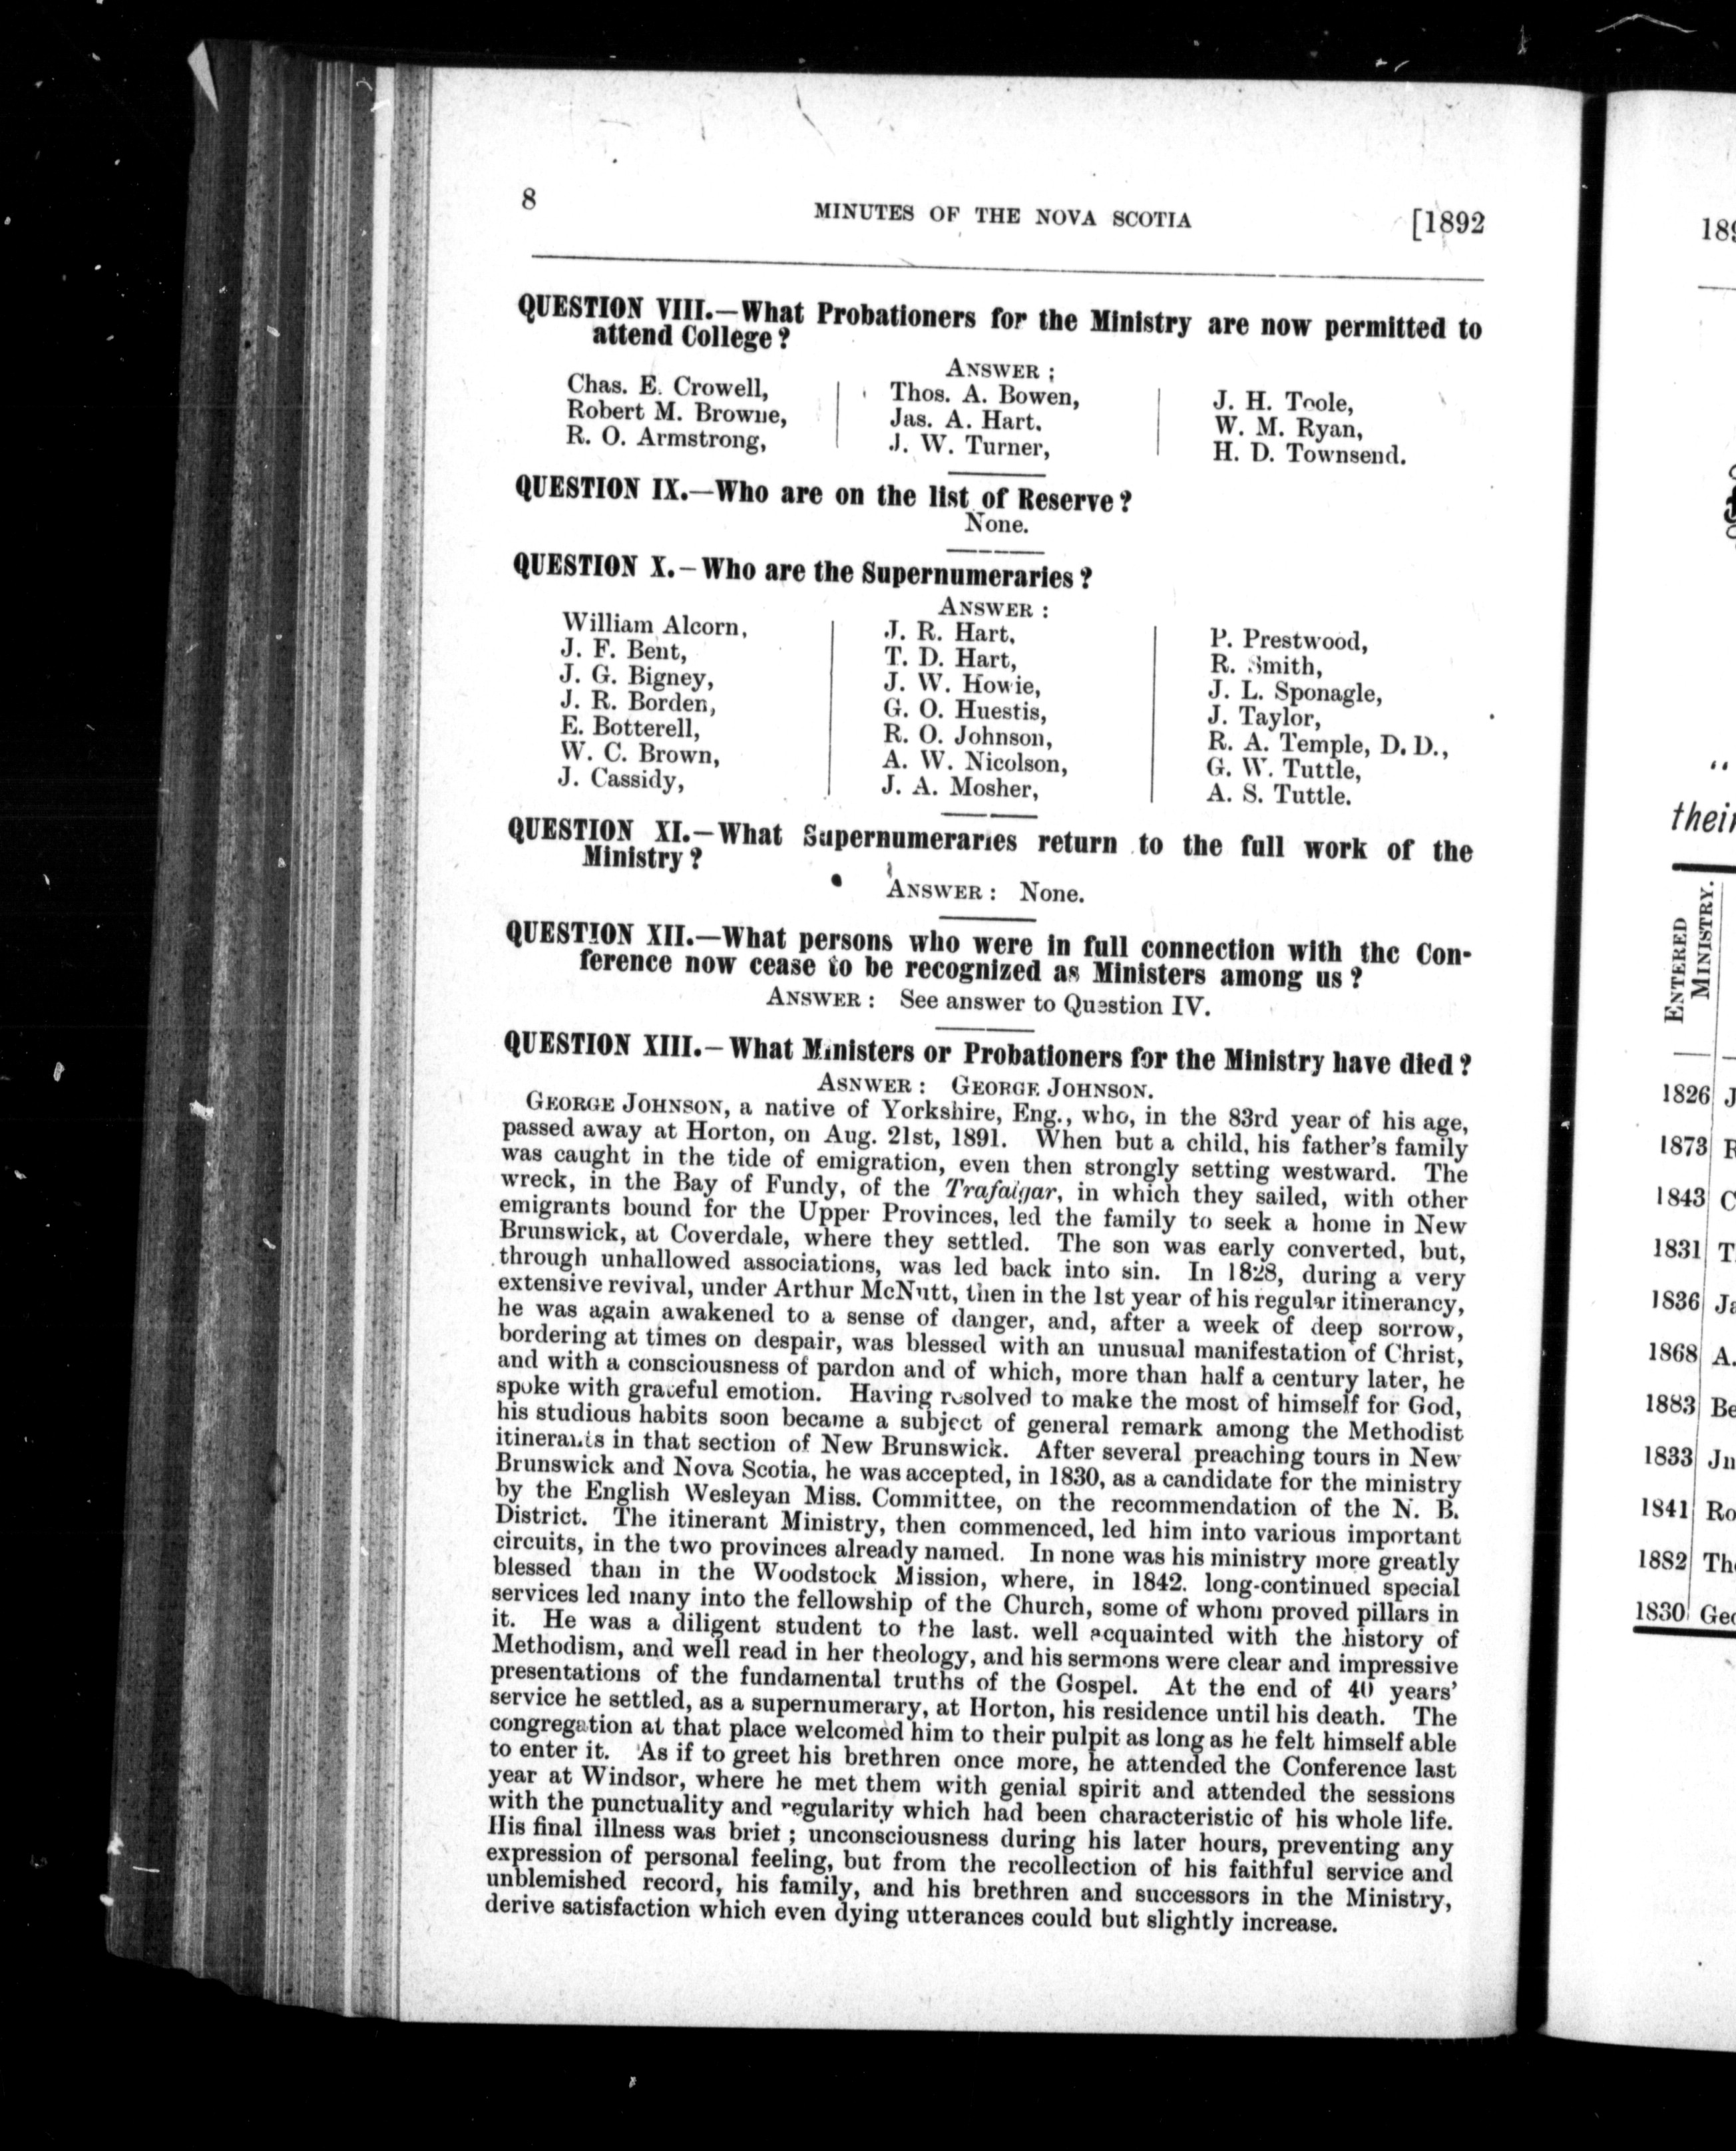 8 MINUTES OF THE NOVA SCOTIA [1892
QUESTION VIII.—What Probationers for the Ministry are now permitted to
attend College?
ANSWER ;
Chas. E. Crowell,
Robert M. Browne,
R. O. Armstrong,
Thos. A. Bowen,
Jas. A. Hart.
J. W. Turner,
J. H. Toole,
W. M. Ryan,
H. D. Townsend.
QUESTION IX.—Who are on the list of Reserve?
None.
QUESTION X.—Who are the Supernumeraries?
ANSWER :
William Alcorn,
J. F. Bent,
J. G. Bigney,
J. R. Borden,
E. Botterell,
W. C. Brown,
J. Cassidy,
J. R. Hart,
T. D. Hart,
J. W. Howie,
G. O. Huestis,
R. O. Johnson,
A. W. Nicolson,
J. A. Mosher,
P. Prestwood,
R. Smith,
J. L. Sponagle,
J. Taylor,
R. A. Temple, D. D.,
G. W. Tuttle,
A. S. Tuttle.
QUESTION XI.—What Supernumeraries return to the full work of the
Ministry?
ANSWER : None.
QUESTION XII.—What persons who were in full connection with the Con-
ference now cease to be recognized as Ministers among us?
ANSWER : See answer to Question IV.
QUESTION XIII.—What Ministers or Probationers for the Ministry have died?
ASNWER : GEORGE JOHNSON.
GEORGE JOHNSON, a native of Yorkshire, Eng., who, in the 83rd year of his age,
passed away at Horton, on Aug. 21st, 1891. When but a child, his father's family
was caught in the tide of emigration, even then strongly setting westward. The
wreck, in the Bay of Fundy, of the Trafalgar, in which they sailed, with other
emigrants bound for the Upper Provinces, led the family to seek a home in New
Brunswick, at Coverdale, where they settled. The son was early converted, but,
through unhallowed associations, was led back into sin. In 1828, during a very
extensive revival, under Arthur McNutt, then in the 1st year of his regular itinerancy,
he was again awakened to a sense of danger, and, after a week of deep sorrow,
bordering at times on despair, was blessed with an unusual manifestation of Christ,
and with a consciousness of pardon and of which, more than half a century later, he
spoke with grateful emotion. Having resolved to make the most of himself for God,
his studious habits soon became a subject of general remark among the Methodist
itinerants in that section of New Brunswick. After several preaching tours in New
Brunswick and Nova Scotia, he was accepted, in 1830, as a candidate for the ministry
by the English Wesleyan Miss. Committee, on the recommendation of the N. B.
District. The itinerant Ministry, then commenced, led him into various important
circuits, in the two provinces already named. In none was his ministry more greatly
blessed than in the Woodstock Mission, where, in 1842. long-continued special
services led many into the fellowship of the Church, some of whom proved pillars in
it. He was a diligent student to the last. well acquainted with the history of
Methodism, and well read in her theology, and his sermons were clear and impressive
presentations of the fundamental truths of the Gospel. At the end of 40 years'
service he settled, as a supernumerary, at Horton, his residence until his death. The
congregation at that place welcomed him to their pulpit as long as he felt himself able
to enter it. As if to greet his brethren once more, he attended the Conference last
year at Windsor, where he met them with genial spirit and attended the sessions
with the punctuality and regularity which had been characteristic of his whole life.
His final illness was briet ; unconsciousness during his later hours, preventing any
expression of personal feeling, but from the recollection of his faithful service and
unblemished record, his family, and his brethren and successors in the Ministry,
derive satisfaction which even dying utterances could but slightly increase.
189
"
their
ENTERED
MINISTRY.
1826 J
1873 R
1843 C
1831 T
1836 Ja
1868 A.
1883 Be
1833 Jn
1841 Ro
1882 Th
1830 Geo